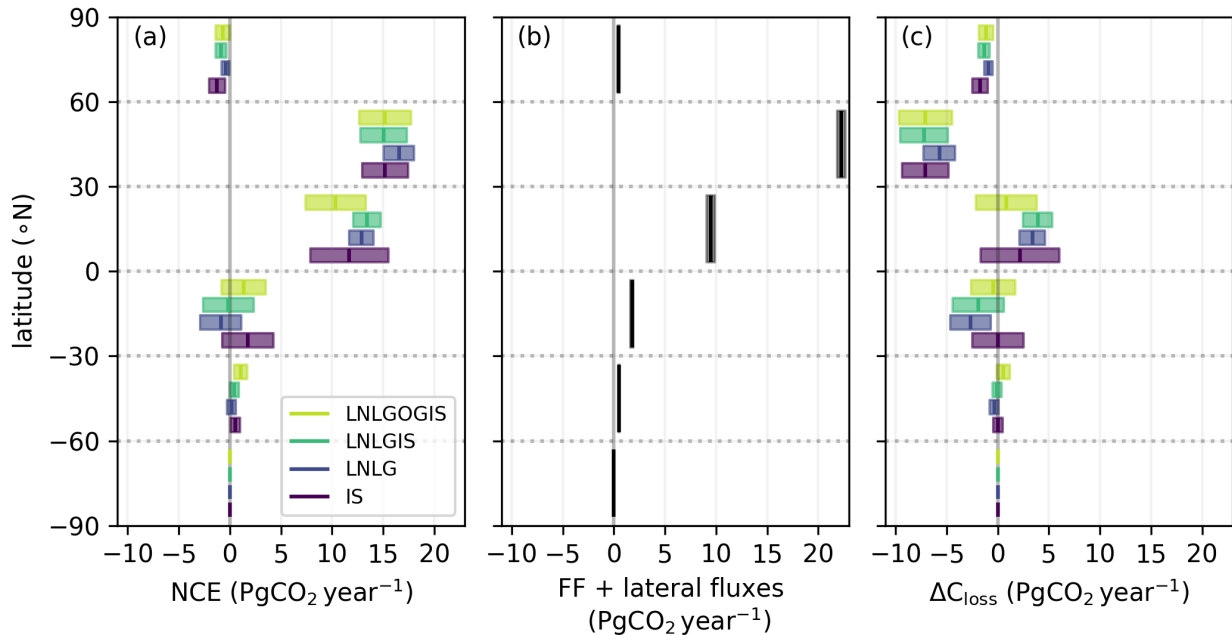 (a) (b) (c)
90
60
30
0
−30
−60
−90
latitude (∘N)
LNLGOGIS
LNLGIS
LNLG
IS
−10 −5 0 5 10 15 20
−10 −5 0 5 10 15 20
−10 −5 0 5 10 15 20
NCE (PgCO₂ year⁻¹)
FF + lateral fluxes
(PgCO₂ year⁻¹)
ΔC_loss (PgCO₂ year⁻¹)